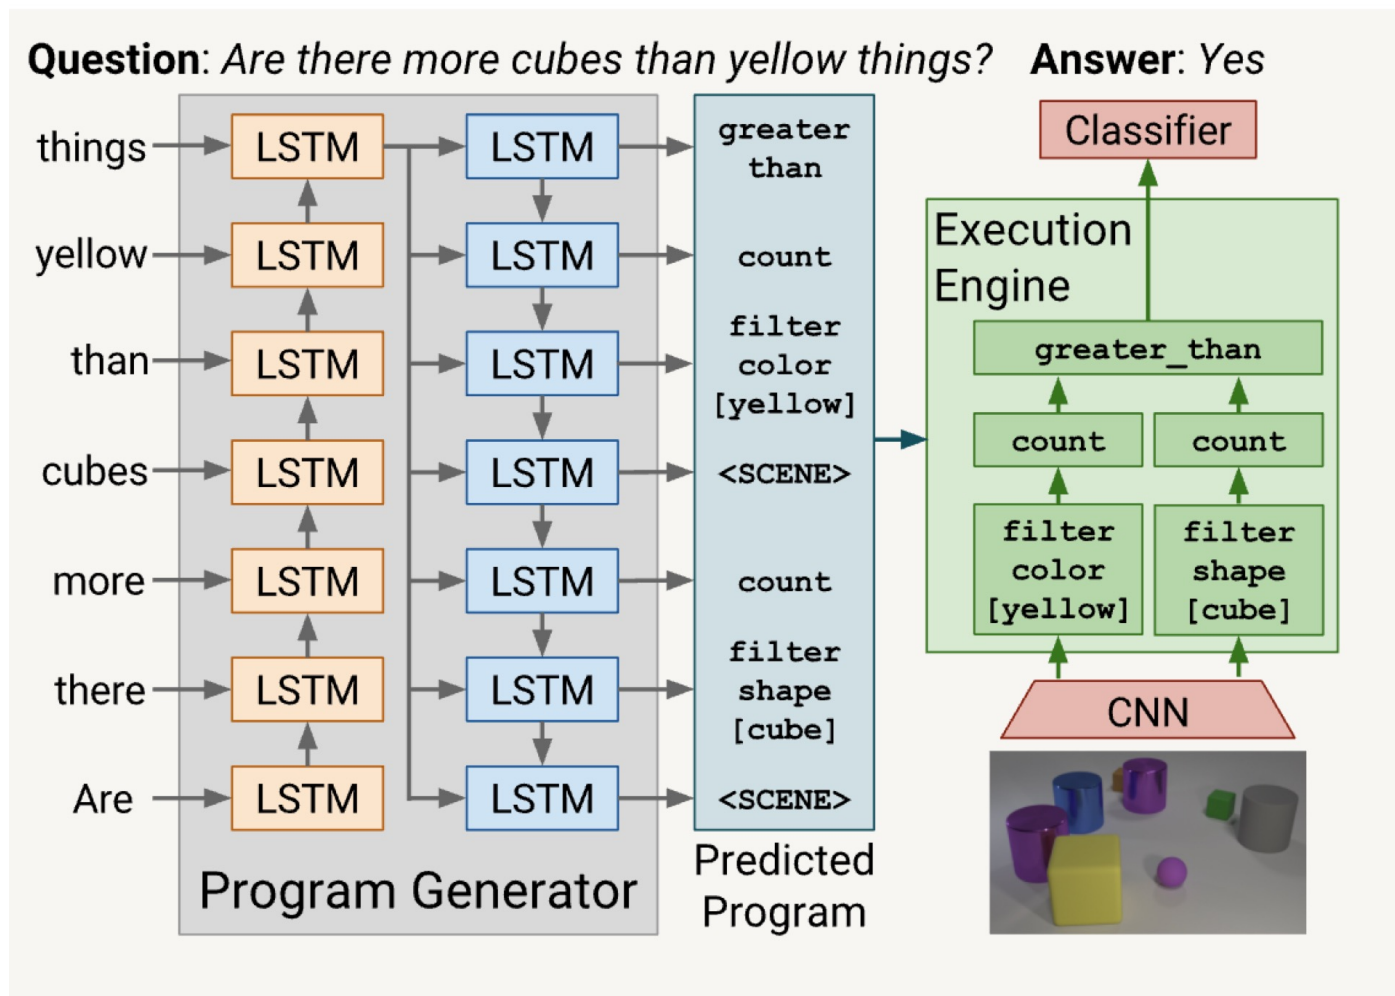 Question: Are there more cubes than yellow things? Answer: Yes
things LSTM LSTM greater than
yellow LSTM LSTM count
than LSTM LSTM filter color [yellow]
cubes LSTM LSTM <SCENE>
more LSTM LSTM count
there LSTM LSTM filter shape [cube]
Are LSTM LSTM <SCENE>
Program Generator
Predicted
Program
Classifier
Execution
Engine
greater_than
count count
filter color [yellow]
filter shape [cube]
CNN